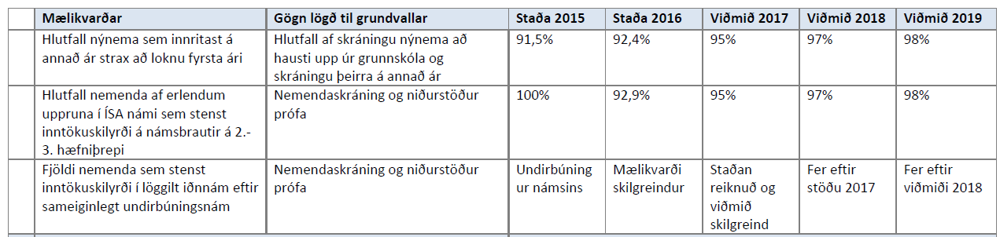 Mælikvarðar
Gögn lögð til grundvallar
Staða 2015
Staða 2016
Viðmið 2017
Viðmið 2018
Viðmið 2019
Hlutfall nýnema sem innritast á
annað ár strax að loknu fyrsta ári
Hlutfall af skráningu nýnema að
hausti upp úr grunnskóla og
skráningu þeirra á annað ár
91,5%
92,4%
95%
97%
98%
Hlutfall nemenda af erlendum
uppruna í ÍSA námi sem stenst
inntökuskilyrði á námsbrautir á 2.-
3. hæfniþrepi
Nemendaskráning og niðurstöður
prófa
100%
92,9%
95%
97%
98%
Fjöldi nemenda sem stenst
inntökuskilyrði í löggilt iðnnám eftir
sameiginlegt undirbúningsnám
Nemendaskráning og niðurstöður
prófa
Undirbúning
ur námsins
Mælikvarði
skilgreindur
Staðan
reiknuð og
viðmið
skilgreind
Fer eftir
stöðu 2017
Fer eftir
viðmiði 2018